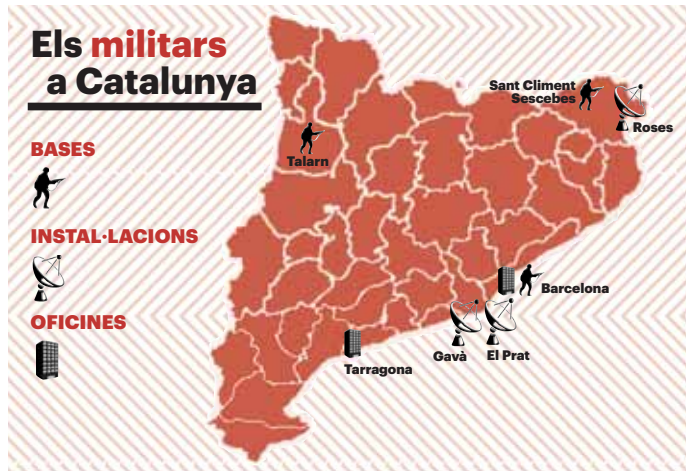 Els militars
a Catalunya
BASES
INSTAL·LACIONS
OFICINES
Sant Climent
Sescebes
Roses
Talarn
Barcelona
Gavà
El Prat
Tarragona